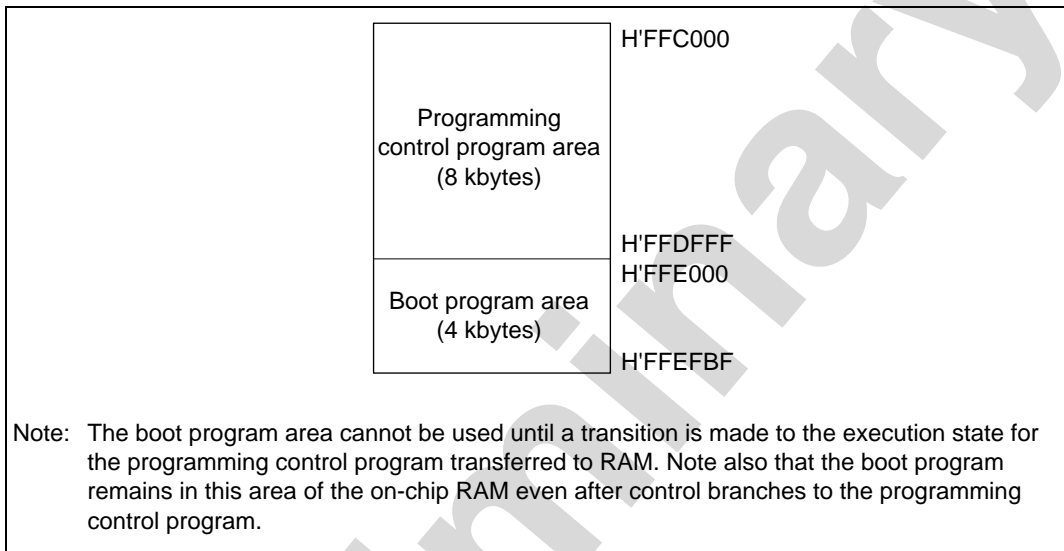 H'FFC000
Programming
control program area
(8 kbytes)
H'FFDFFF
H'FFE000
Boot program area
(4 kbytes)
H'FFEFBF
Note: The boot program area cannot be used until a transition is made to the execution state for
the programming control program transferred to RAM. Note also that the boot program
remains in this area of the on-chip RAM even after control branches to the programming
control program.
minary